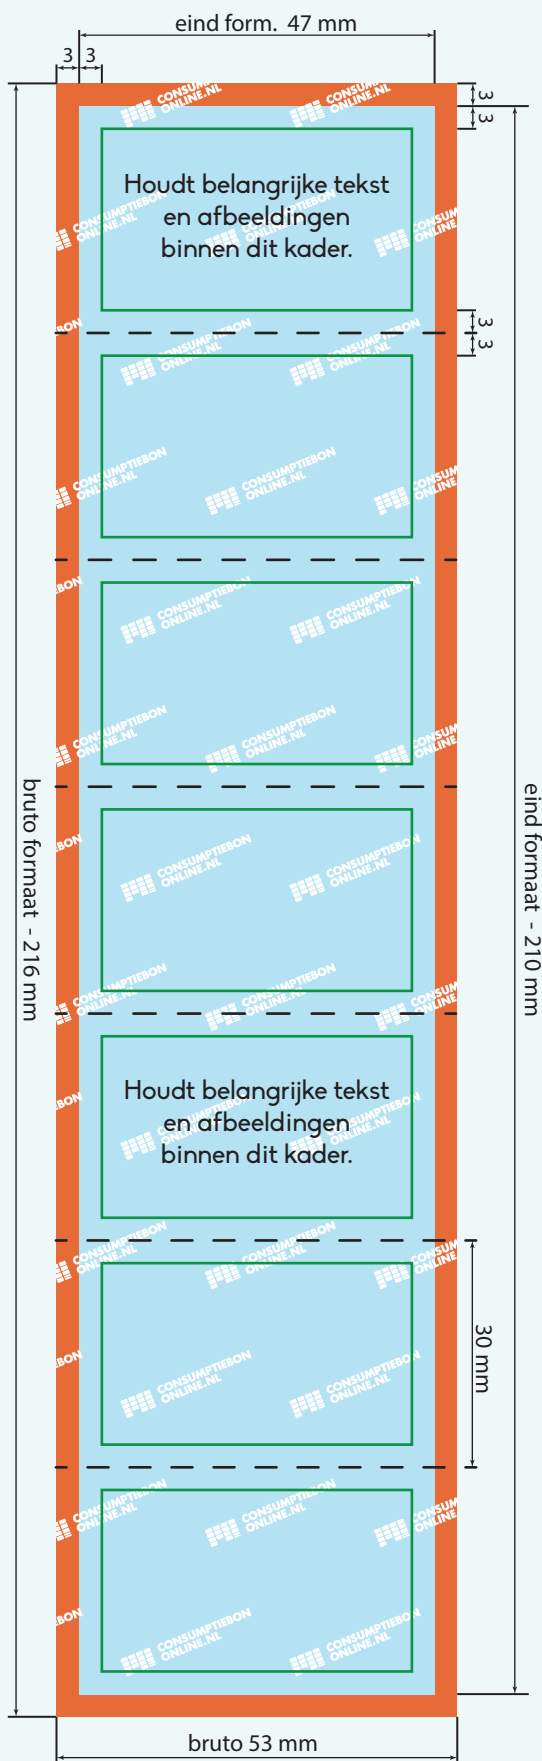 eind form. 47 mm
3 3
3
3
Houdt belangrijke tekst
en afbeeldingen
binnen dit kader.
3
3
CONSUMPTIEBON
ONLINE.NL
bruto formaat - 216 mm
eind formaat - 210 mm
Houdt belangrijke tekst
en afbeeldingen
binnen dit kader.
30 mm
bruto 53 mm